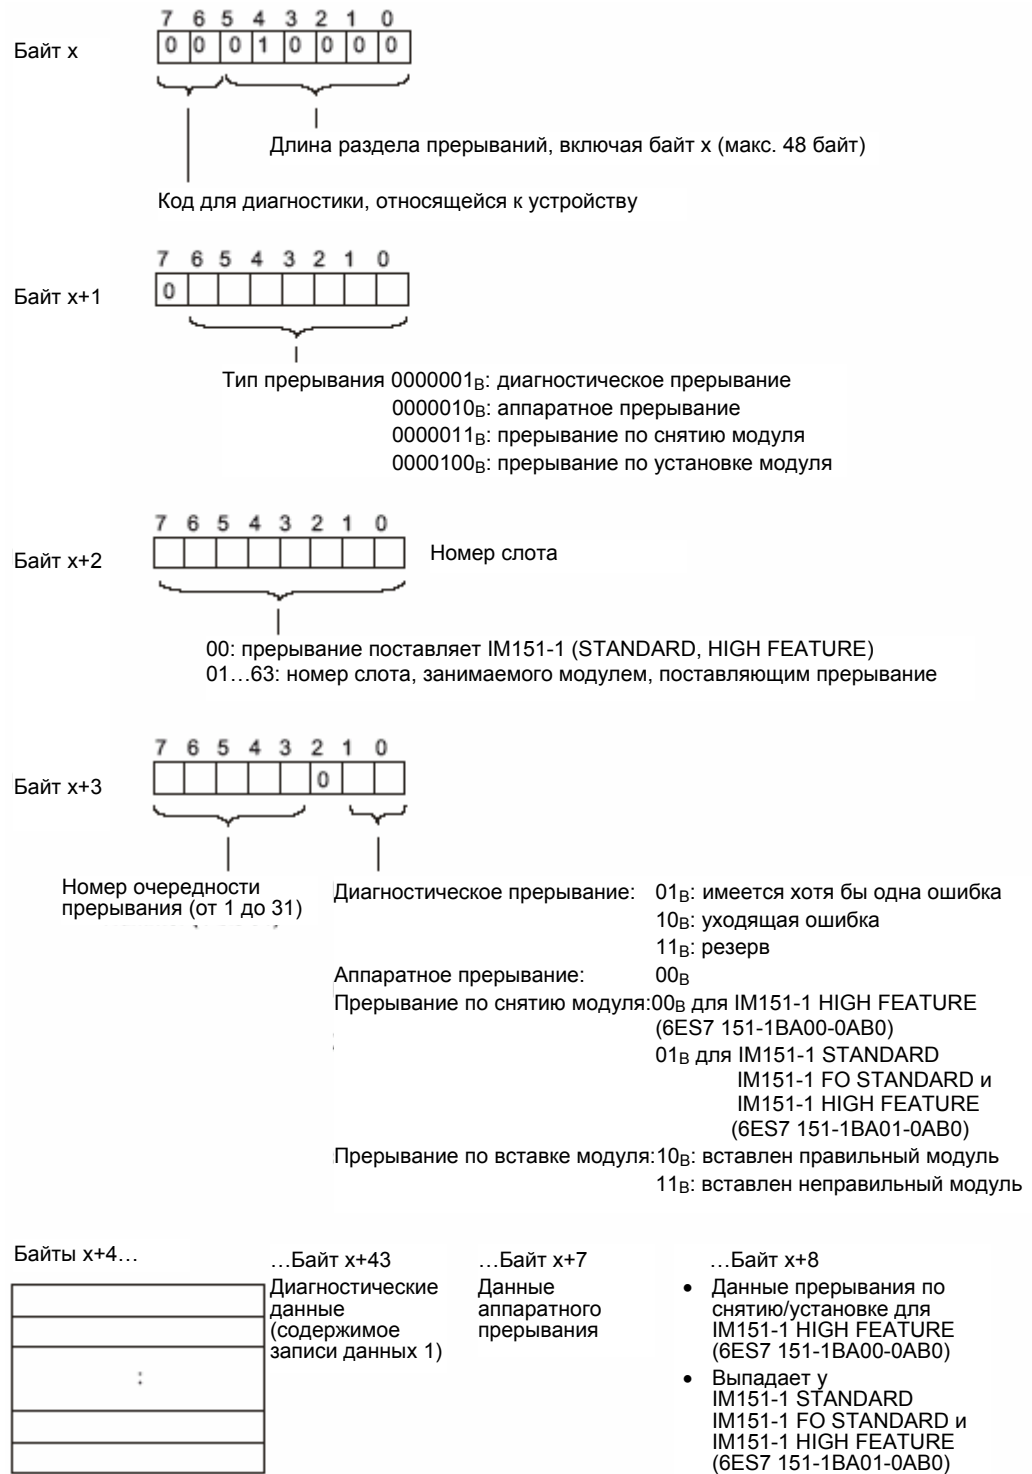 7 6 5 4 3 2 1 0
Байт x
0 0 0 1 0 0 0 0
Длина раздела прерываний, включая байт x (макс. 48 байт)
Код для диагностики, относящейся к устройству
7 6 5 4 3 2 1 0
Байт x+1
0
Тип прерывания 0000001B: диагностическое прерывание
0000010B: аппаратное прерывание
0000011B: прерывание по снятию модуля
0000100B: прерывание по установке модуля
7 6 5 4 3 2 1 0
Байт x+2
Номер слота
00: прерывание поставляет IM151-1 (STANDARD, HIGH FEATURE)
01…63: номер слота, занимаемого модулем, поставляющим прерывание
7 6 5 4 3 2 1 0
Байт x+3
0
Номер очередности
прерывания (от 1 до 31)
Диагностическое прерывание: 01B: имеется хотя бы одна ошибка
10B: уходящая ошибка
11B: резерв
Аппаратное прерывание: 00B
Прерывание по снятию модуля:00B для IM151-1 HIGH FEATURE
(6ES7 151-1BA00-0AB0)
01B для IM151-1 STANDARD
IM151-1 FO STANDARD и
IM151-1 HIGH FEATURE
(6ES7 151-1BA01-0AB0)
Прерывание по вставке модуля:10B: вставлен правильный модуль
11B: вставлен неправильный модуль
Байты x+4…
:
…Байт x+43
Диагностические
данные
(содержимое
записи данных 1)
…Байт x+7
Данные
аппаратного
прерывания
…Байт x+8
• Данные прерывания по
снятию/установке для
IM151-1 HIGH FEATURE
(6ES7 151-1BA00-0AB0)
• Выпадает у
IM151-1 STANDARD
IM151-1 FO STANDARD и
IM151-1 HIGH FEATURE
(6ES7 151-1BA01-0AB0)